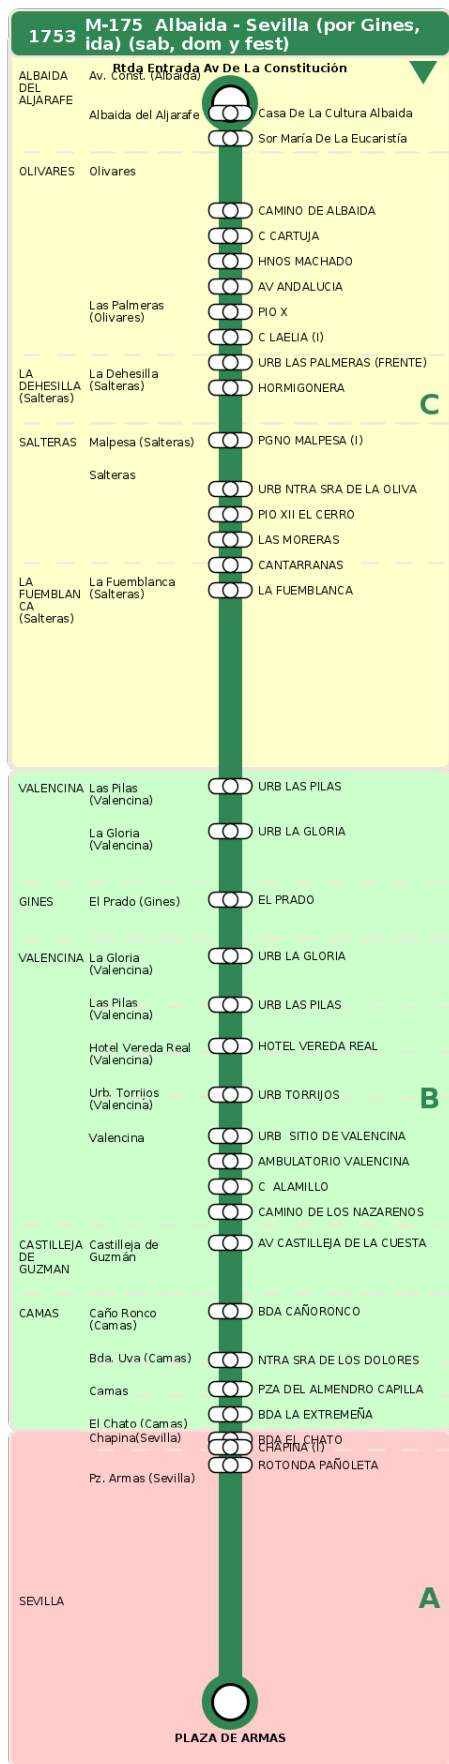 1753
M-175  Albaida - Sevilla (por Gines,
ida) (sab, dom y fest)
Rtda Entrada Av De La Constitución
ALBAIDA
DEL
ALJARAFE
Av. Const. (Albaida)
Albaida del Aljarafe
Casa De La Cultura Albaida
Sor María De La Eucaristía
OLIVARES
Olivares
CAMINO DE ALBAIDA
C CARTUJA
HNOS MACHADO
AV ANDALUCIA
Las Palmeras
(Olivares)
PIO X
C LAELIA (I)
URB LAS PALMERAS (FRENTE)
LA
DEHESILLA
(Salteras)
La Dehesilla
(Salteras)
HORMIGONERA
C
SALTERAS
Malpesa (Salteras)
PGNO MALPESA (I)
Salteras
URB NTRA SRA DE LA OLIVA
PIO XII EL CERRO
LAS MORERAS
CANTARRANAS
LA
FUEMBLAN
CA
(Salteras)
La Fuemblanca
(Salteras)
LA FUEMBLANCA
VALENCINA
Las Pilas
(Valencina)
URB LAS PILAS
La Gloria
(Valencina)
URB LA GLORIA
GINES
El Prado (Gines)
EL PRADO
VALENCINA
La Gloria
(Valencina)
URB LA GLORIA
Las Pilas
(Valencina)
URB LAS PILAS
Hotel Vereda Real
(Valencina)
HOTEL VEREDA REAL
Urb. Torrijos
(Valencina)
URB TORRIJOS
B
Valencina
URB  SITIO DE VALENCINA
AMBULATORIO VALENCINA
C  ALAMILLO
CAMINO DE LOS NAZARENOS
CASTILLEJA
DE
GUZMAN
Castilleja de
Guzmán
AV CASTILLEJA DE LA CUESTA
CAMAS
Caño Ronco
(Camas)
BDA CAÑORONCO
Bda. Uva (Camas)
NTRA SRA DE LOS DOLORES
Camas
PZA DEL ALMENDRO CAPILLA
BDA LA EXTREMEÑA
El Chato (Camas)
Chapina(Sevilla)
BDA EL CHATO
CHAPINA (I)
ROTONDA PAÑOLETA
Pz. Armas (Sevilla)
SEVILLA
A
PLAZA DE ARMAS